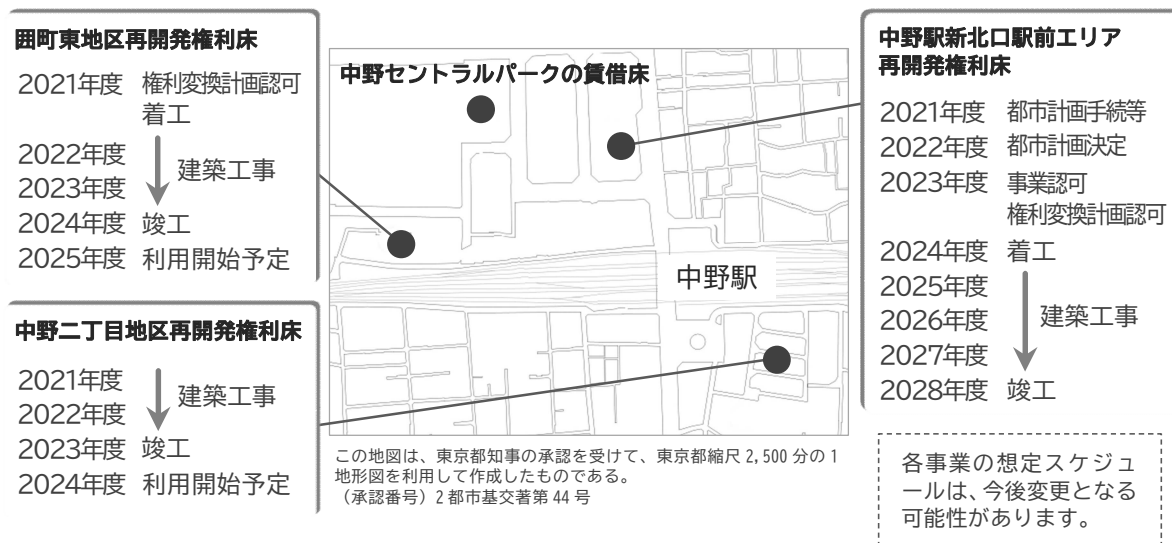 囲町東地区再開発権利床
2021年度 権利変換計画認可
着工
2022年度
2023年度
建築工事
2024年度 竣工
2025年度 利用開始予定
中野二丁目地区再開発権利床
2021年度
2022年度
建築工事
2023年度 竣工
2024年度 利用開始予定
中野セントラルパークの賃借床
中野駅
この地図は、東京都知事の承認を受けて、東京都縮尺 2,500 分の 1
地形図を利用して作成したものである。
（承認番号）2 都市基交著第 44 号
中野駅新北口駅前エリア
再開発権利床
2021年度 都市計画手続等
2022年度 都市計画決定
2023年度 事業認可
権利変換計画認可
2024年度 着工
2025年度
2026年度
建築工事
2027年度
2028年度 竣工
各事業の想定スケジュ
ールは、今後変更となる
可能性があります。